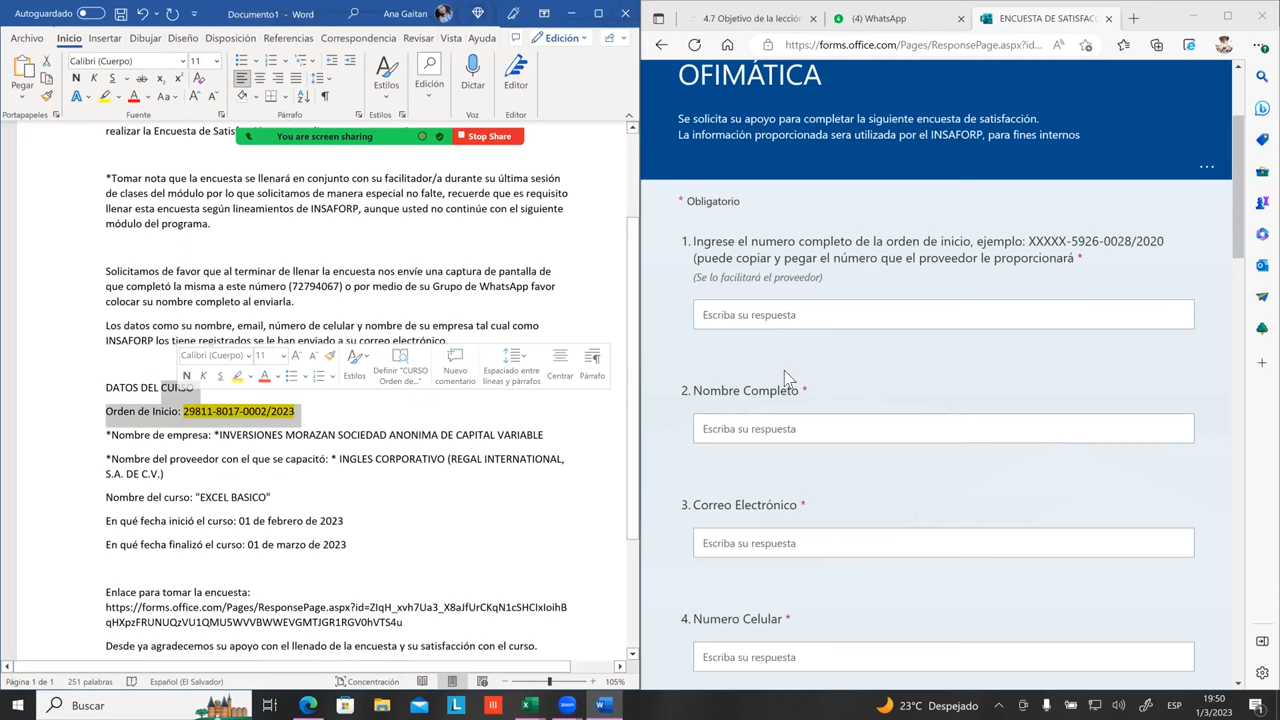 Autoguardado
Documento1 - Word
Ana Gaitan
Archivo Inicio Insertar Dibujar Diseño Disposición Referencias Correspondencia Revisar Vista Ayuda Edición
Pegar
Calibri (Cuerpo) 11
Estilos Edición Dictar Editor
Portapapeles Fuente Párrafo Estilos Voz Editor
You are screen sharing Stop Share
realizar la Encuesta de
*Tomar nota que la encuesta se llenará en conjunto con su facilitador/a durante su última sesión
de clases del módulo por lo que solicitamos de manera especial no falte, recuerde que es requisito
llenar esta encuesta según lineamientos de INSAFORP, aunque usted no continúe con el siguiente
módulo del programa.
Solicitamos de favor que al terminar de llenar la encuesta nos envíe una captura de pantalla de
que completó la misma a este número (72794067) o por medio de su Grupo de WhatsApp favor
colocar su nombre completo al enviarla.
Los datos como su nombre, email, número de celular y nombre de su empresa tal cual como
INSAFORP los tiene registrados se le han enviado a su correo electrónico.
Calibri (Cuerpo) 11
Estilos Definir "CURSO Orden de..." Nuevo comentario Espaciado entre líneas y párrafos Centrar Párrafo
DATOS DEL CURSO
Orden de Inicio: 29811-8017-0002/2023
*Nombre de empresa: *INVERSIONES MORAZAN SOCIEDAD ANONIMA DE CAPITAL VARIABLE
*Nombre del proveedor con el que se capacitó: * INGLES CORPORATIVO (REGAL INTERNATIONAL,
S.A. DE C.V.)
Nombre del curso: "EXCEL BASICO"
En qué fecha inició el curso: 01 de febrero de 2023
En qué fecha finalizó el curso: 01 de marzo de 2023
Enlace para tomar la encuesta:
https://forms.office.com/Pages/ResponsePage.aspx?id=ZIqH_xvh7Ua3_X8aJfUrCKqN1cSHCIxIoihB
qHXpzFRUNUQzVU1QMU5WVVBWWEVGMTJGR1RGV0hVTS4u
Desde ya agradecemos su apoyo con el llenado de la encuesta y su satisfacción con el curso.
Página 1 de 1 251 palabras Español (El Salvador) Concentración 105%
4.7 Objetivo de la lección
(4) WhatsApp
ENCUESTA DE SATISFACC
https://forms.office.com/Pages/ResponsePage.aspx?id...
OFIMÁTICA
Se solicita su apoyo para completar la siguiente encuesta de satisfacción.
La información proporcionada sera utilizada por el INSAFORP, para fines internos
...
* Obligatorio
1. Ingrese el numero completo de la orden de inicio, ejemplo: XXXXX-5926-0028/2020
(puede copiar y pegar el número que el proveedor le proporcionará *
(Se lo facilitará el proveedor)
Escriba su respuesta
2. Nombre Completo *
Escriba su respuesta
3. Correo Electrónico *
Escriba su respuesta
4. Numero Celular *
Escriba su respuesta
Buscar
23°C Despejado
ESP
19:50
1/3/2023